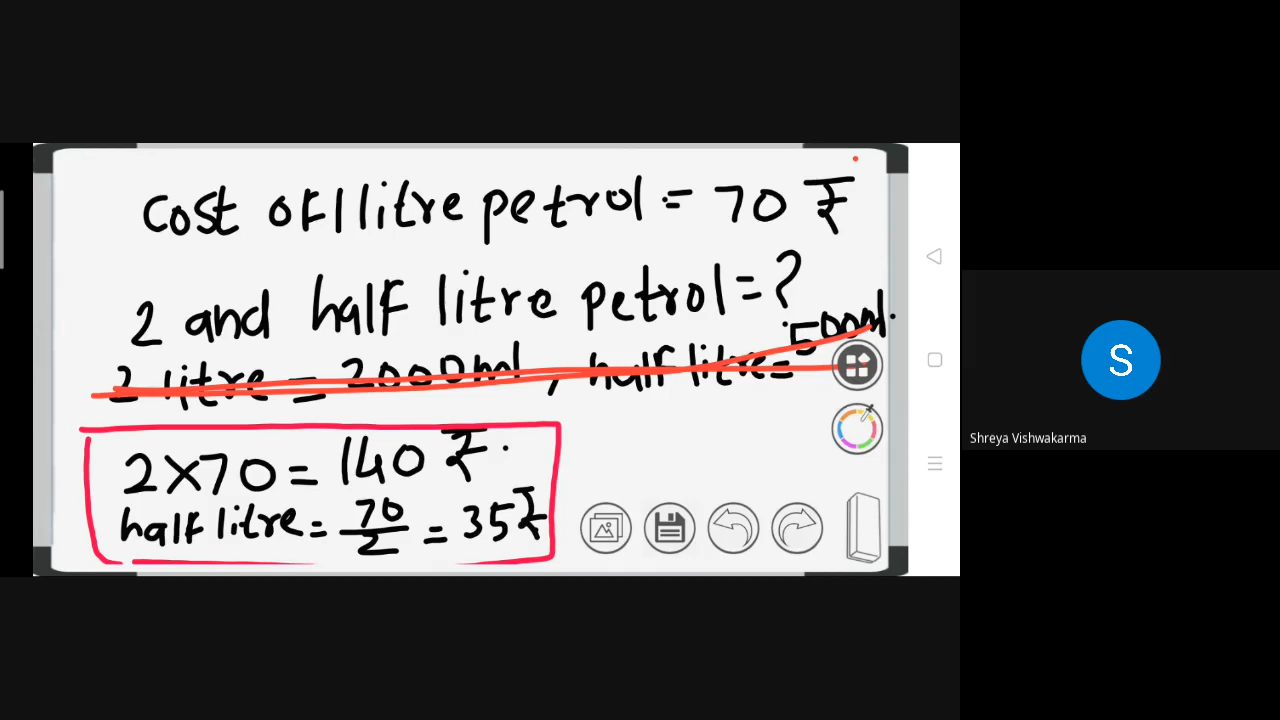 cost of 1 litre petrol = 70 ₹
2 and half litre petrol = ?
2 litre = 2000ml, half litre = 500ml.
2×70 = 140 ₹.
half litre = 70/2 = 35₹
S
Shreya Vishwakarma